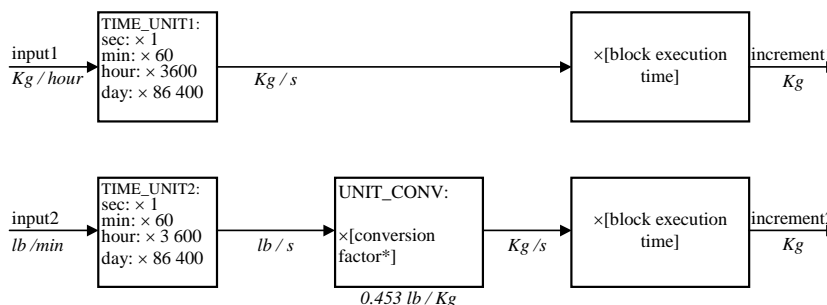 TIME_UNIT1:
sec: × 1
min: × 60
hour: × 3600
day: × 86 400
input1
Kg / hour
Kg / s
×[block execution
time]
increment
Kg
TIME_UNIT2:
sec: × 1
min: × 60
hour: × 3 600
day: × 86 400
input2
lb /min
lb / s
UNIT_CONV:
×[conversion
factor*]
0.453 lb / Kg
Kg /s
×[block execution
time]
increment2
Kg